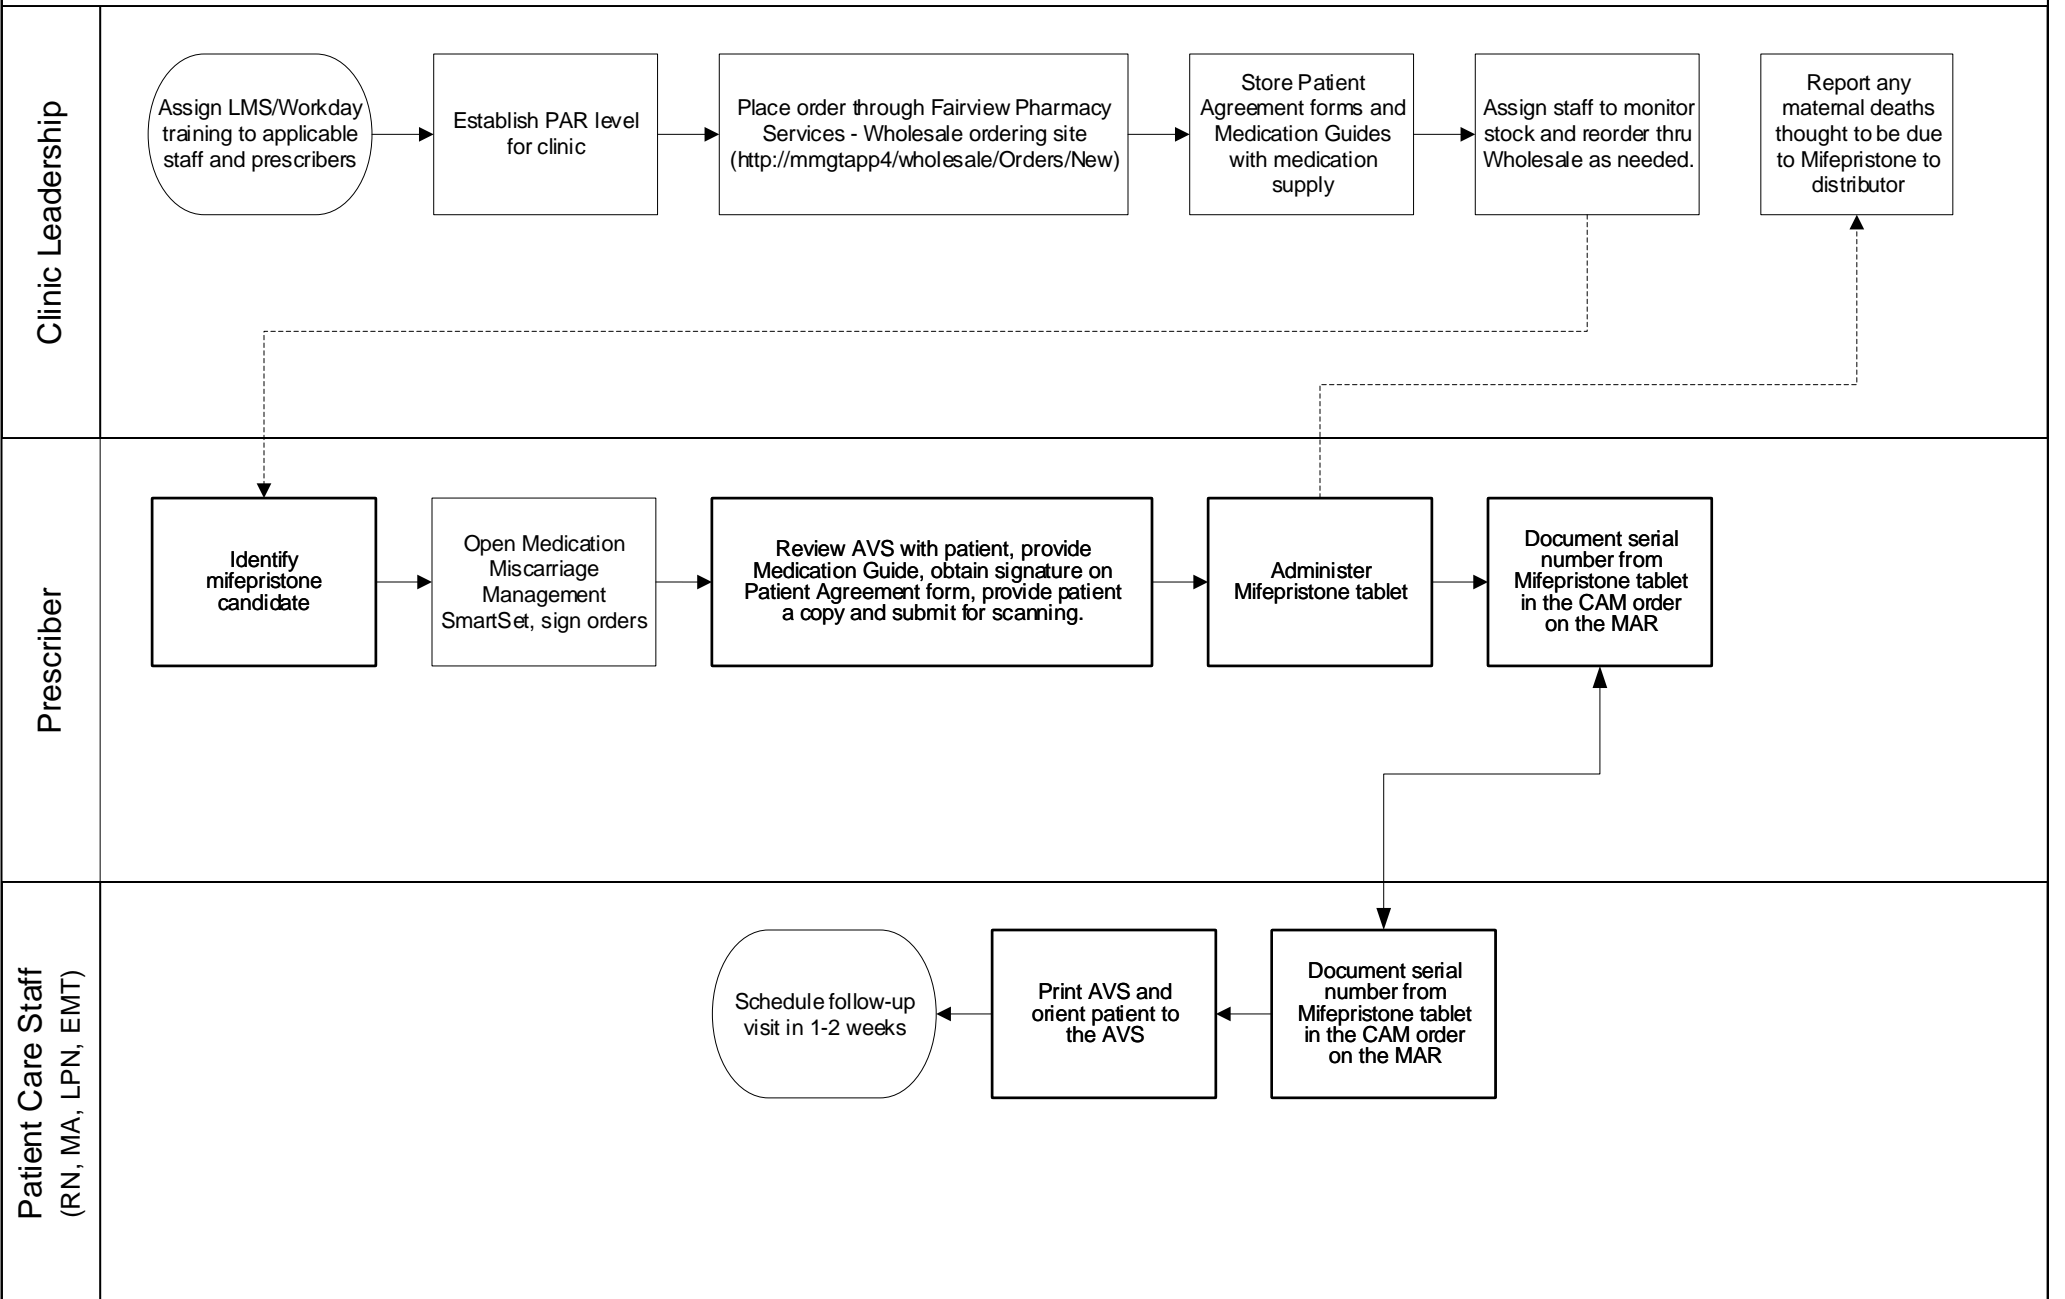 Clinic Leadership
Assign LMS/Workday
training to applicable
staff and prescribers
Establish PAR level
for clinic
Place order through Fairview Pharmacy
Services - Wholesale ordering site
(http://mmgtapp4/wholesale/Orders/New)
Store Patient
Agreement forms and
Medication Guides
with medication
supply
Assign staff to monitor
stock and reorder thru
Wholesale as needed.
Report any
maternal deaths
thought to be due
to Mifepristone to
distributor
Prescriber
Identify
mifepristone
candidate
Open Medication
Miscarriage
Management
SmartSet, sign orders
Review AVS with patient, provide
Medication Guide, obtain signature on
Patient Agreement form, provide patient
a copy and submit for scanning.
Administer
Mifepristone tablet
Document serial
number from
Mifepristone tablet
in the CAM order
on the MAR
Patient Care Staff
(RN, MA, LPN, EMT)
Schedule follow-up
visit in 1-2 weeks
Print AVS and
orient patient to
the AVS
Document serial
number from
Mifepristone tablet
in the CAM order
on the MAR